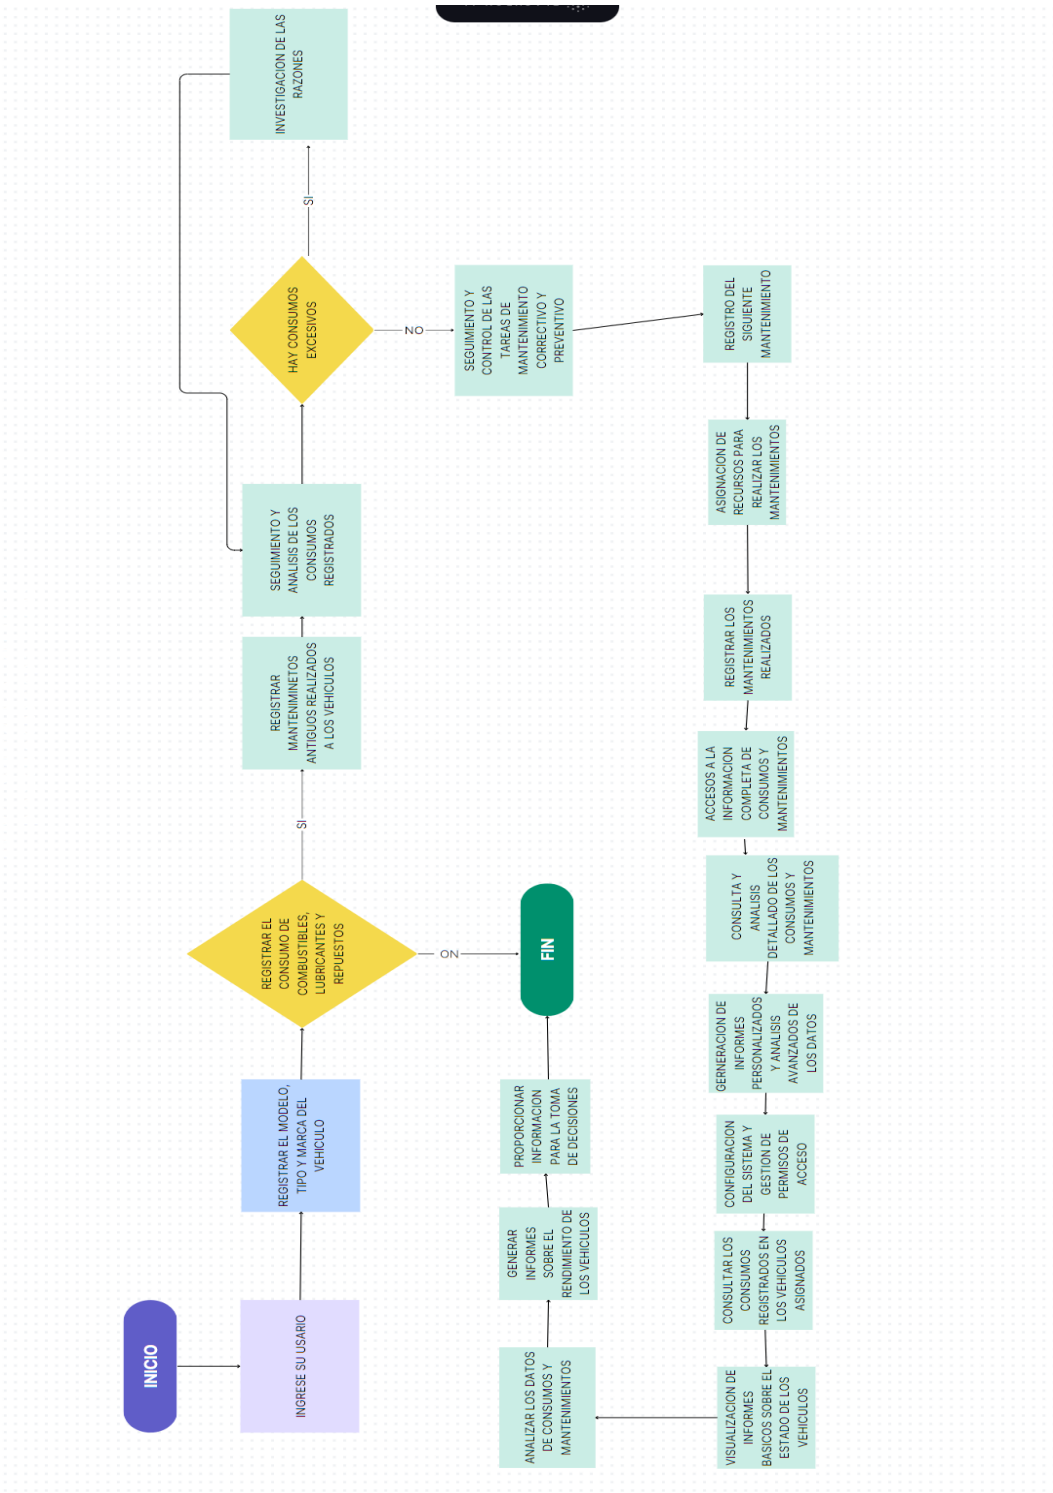 INICIO
INGRESE SU USARIO
REGISTRAR EL MODELO,
TIPO Y MARCA DEL
VEHICULO
REGISTRAR EL
CONSUMO DE
COMBUSTIBLES,
LUBRICANTES Y
REPUESTOS
SI
ON
REGISTRAR
MANTENIMINETOS
ANTIGUOS REALIZADOS
A LOS VEHICULOS
SEGUIMIENTO Y
ANALISIS DE LOS
CONSUMOS
REGISTRADOS
HAY CONSUMOS
EXCESIVOS
SI
INVESTIGACION DE LAS
RAZONES
NO
SEGUIMIENTO Y
CONTROL DE LAS
TAREAS DE
MANTENIMIENTO
CORRECTIVO Y
PREVENTIVO
REGISTRO DEL
SIGUIENTE
MANTENIMIENTO
ASIGNACION DE
RECURSOS PARA
REALIZAR LOS
MANTENIMIENTOS
REGISTRAR LOS
MANTENIMIENTOS
REALIZADOS
ACCESOS A LA
INFORMACION
COMPLETA DE
CONSUMOS Y
MANTENIMIENTOS
CONSULTA Y
ANALISIS
DETALLADO DE LOS
CONSUMOS Y
MANTENIMIENTOS
GERNERACION DE
INFORMES
PERSONALIZADOS
Y ANALISIS
AVANZADOS DE
LOS DATOS
CONFIGURACION
DEL SISTEMA Y
GESTION DE
PERMISOS DE
ACCESO
CONSULTAR LOS
CONSUMOS
REGISTRADOS EN
LOS VEHICULOS
ASIGNADOS
VISUALIZACION DE
INFORMES
BASICOS SOBRE EL
ESTADO DE LOS
VEHICULOS
ANALIZAR LOS DATOS
DE CONSUMOS Y
MANTENIMIENTOS
GENERAR
INFORMES
SOBRE EL
RENDIMIENTO DE
LOS VEHICULOS
PROPORCIONAR
INFORMACION
PARA LA TOMA
DE DECISIONES
FIN